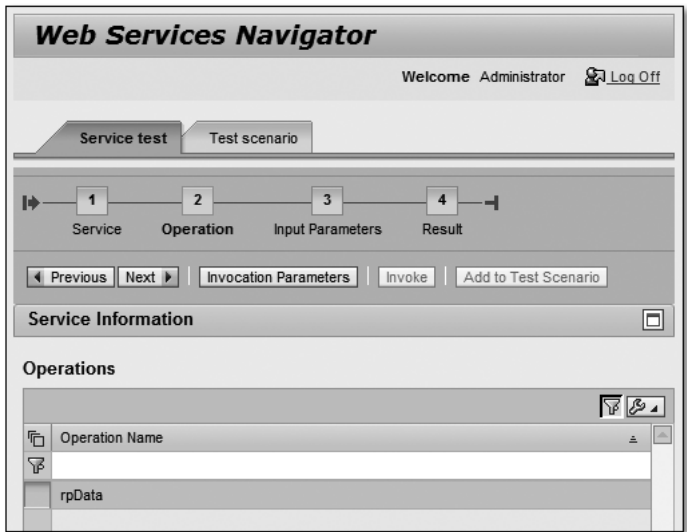 Web Services Navigator
Welcome Administrator Log Off
Service test Test scenario
1 2 3 4
Service Operation Input Parameters Result
Previous Next Invocation Parameters Invoke Add to Test Scenario
Service Information
Operations
Operation Name
rpData